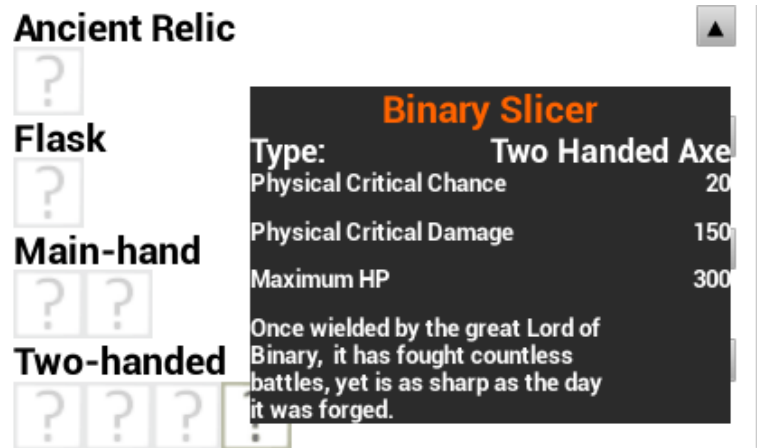 Ancient Relic
▲
?
Flask
?
Main-hand
? ?
Two-handed
? ? ? ?
Binary Slicer
Type: Two Handed Axe
Physical Critical Chance 20
Physical Critical Damage 150
Maximum HP 300
Once wielded by the great Lord of
Binary, it has fought countless
battles, yet is as sharp as the day
it was forged.